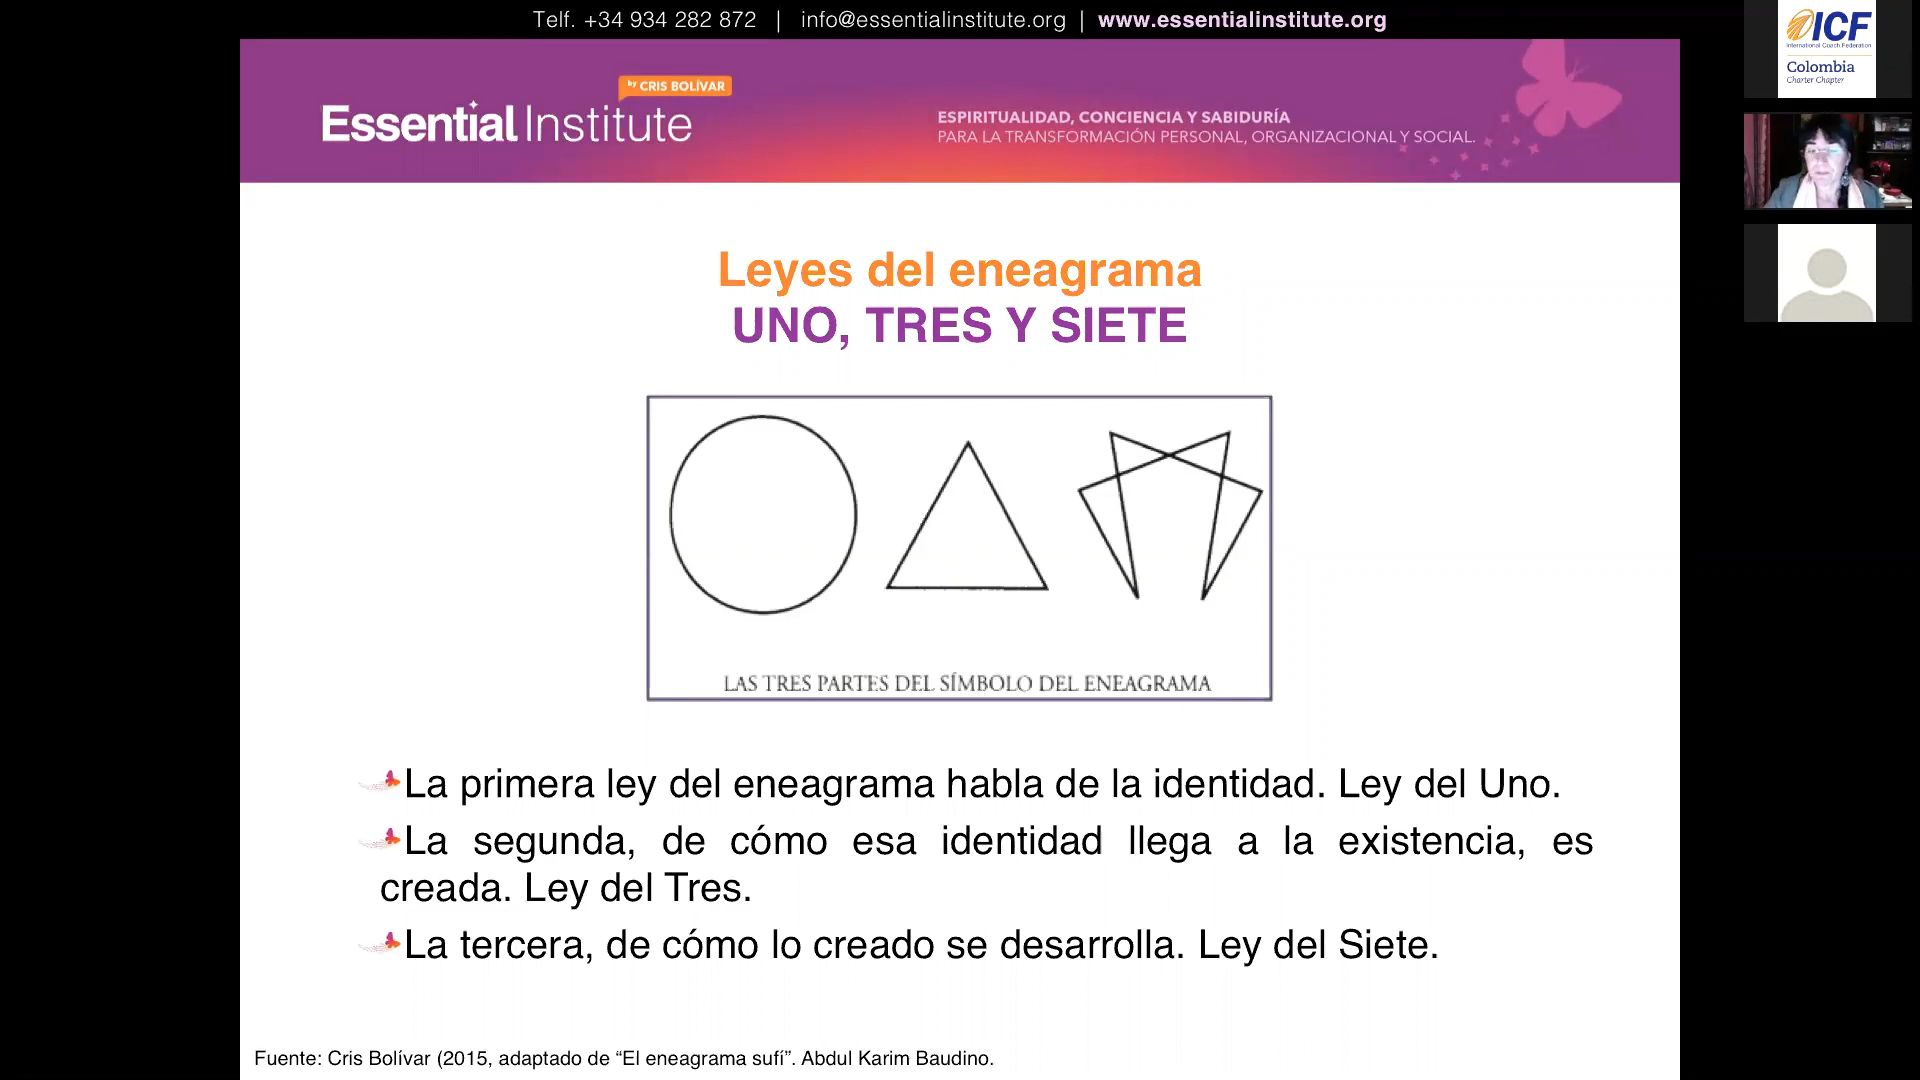 Telf. +34 934 282 872 | info@essentialinstitute.org | www.essentialinstitute.org
ICF
International Coach Federation
Colombia
Charter Chapter
by CRIS BOLÍVAR
Essential Institute
ESPIRITUALIDAD, CONCIENCIA Y SABIDURÍA
PARA LA TRANSFORMACIÓN PERSONAL, ORGANIZACIONAL Y SOCIAL.
Leyes del eneagrama
UNO, TRES Y SIETE
LAS TRES PARTES DEL SÍMBOLO DEL ENEAGRAMA
La primera ley del eneagrama habla de la identidad. Ley del Uno.
La segunda, de cómo esa identidad llega a la existencia, es
creada. Ley del Tres.
La tercera, de cómo lo creado se desarrolla. Ley del Siete.
Fuente: Cris Bolívar (2015, adaptado de “El eneagrama sufí”. Abdul Karim Baudino.